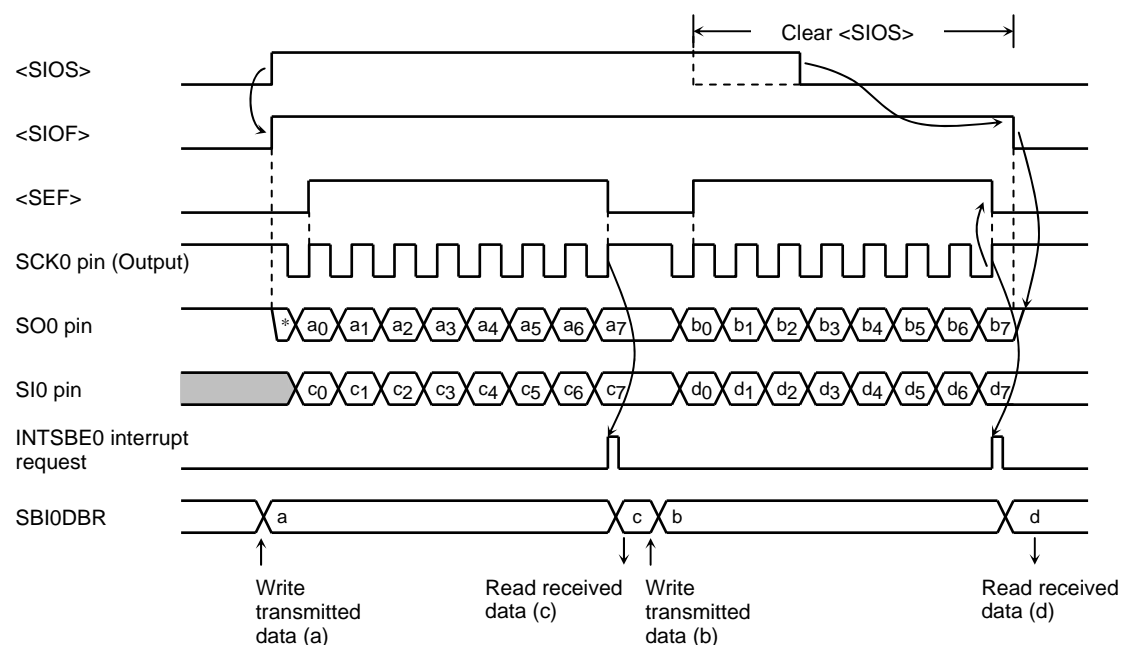 Clear <SIOS>
<SIOS>
<SIOF>
<SEF>
SCK0 pin (Output)
SO0 pin
* a0 a1 a2 a3 a4 a5 a6 a7 b0 b1 b2 b3 b4 b5 b6 b7
SI0 pin
c0 c1 c2 c3 c4 c5 c6 c7 d0 d1 d2 d3 d4 d5 d6 d7
INTSBE0 interrupt
request
SBI0DBR
a c b d
Write
transmitted
data (a)
Read received
data (c)
Write
transmitted
data (b)
Read received
data (d)